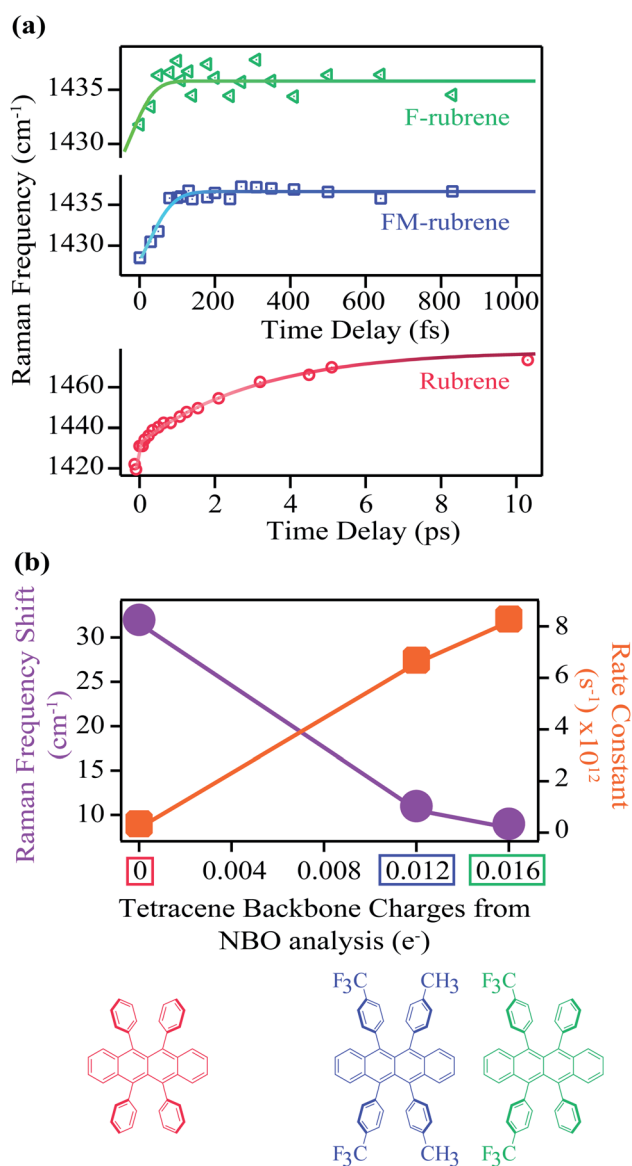 (a)
Raman Frequency (cm⁻¹)
1435
1430
F-rubrene
1435
1430
FM-rubrene
0 200 400 600 800 1000
Time Delay (fs)
1460
1440
1420
Rubrene
0 2 4 6 8 10
Time Delay (ps)
(b)
Raman Frequency Shift
(cm⁻¹)
30
25
20
15
10
8
6
4
2
0
Rate Constant
(s⁻¹) x10¹²
0 0.004 0.008 0.012 0.016
Tetracene Backbone Charges from
NBO analysis (e⁻)
F₃C CH₃ F₃C
F₃C CH₃ F₃C